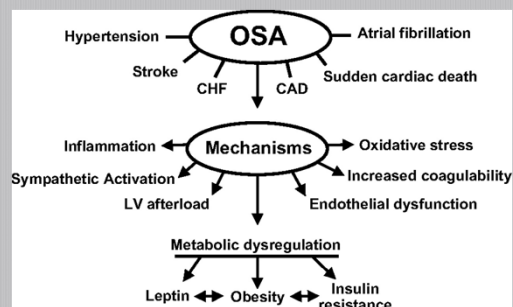 OSA
Hypertension
Atrial fibrillation
Stroke
CHF
CAD
Sudden cardiac death
Mechanisms
Inflammation
Oxidative stress
Sympathetic Activation
Increased coagulability
LV afterload
Endothelial dysfunction
Metabolic dysregulation
Leptin
Obesity
Insulin
resistance